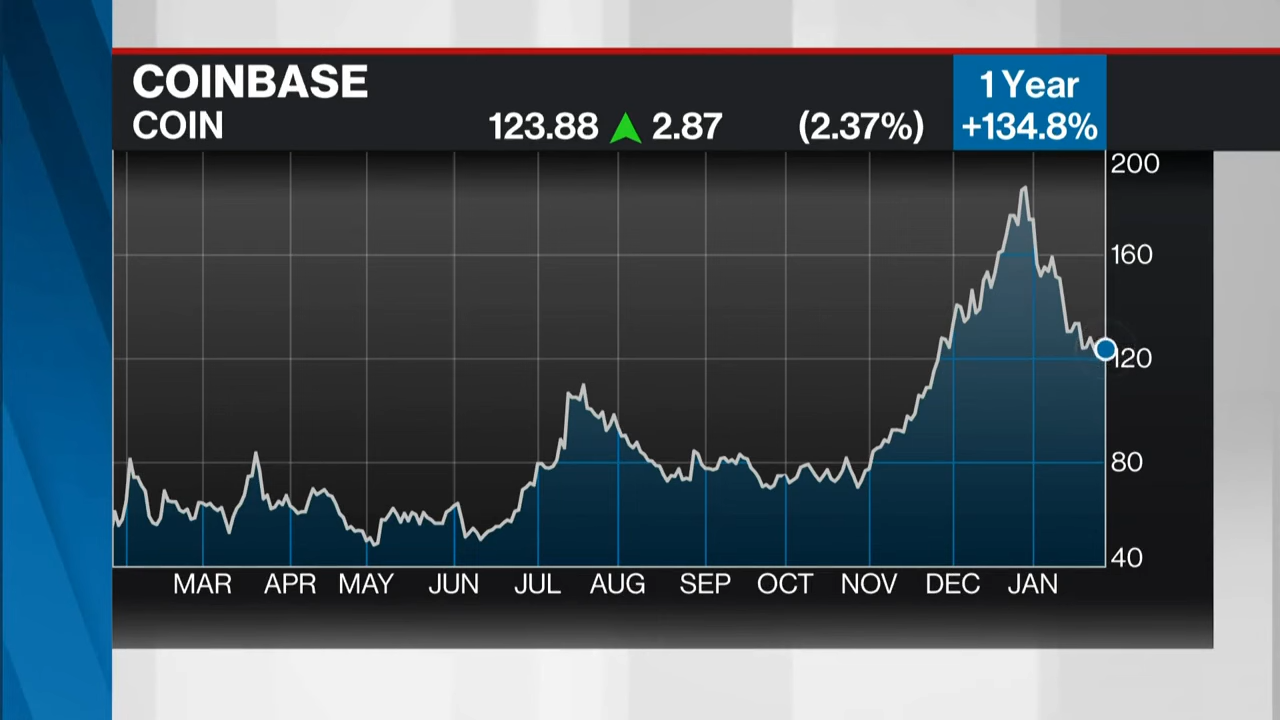 COINBASE
COIN 123.88 2.87 (2.37%)
1 Year
+134.8%
200
160
120
80
40
MAR APR MAY JUN JUL AUG SEP OCT NOV DEC JAN